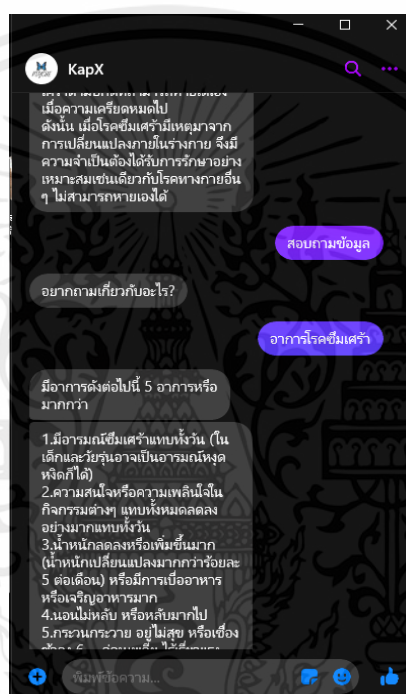 KapX
เมื่อความเครียดหมดไป
ดังนั้น เมื่อโรคซึมเศร้ามีเหตุมาจาก
การเปลี่ยนแปลงภายในร่างกาย จึงมี
ความจำเป็นต้องได้รับการรักษาอย่าง
เหมาะสมเช่นเดียวกับโรคทางกายอื่น
ๆ ไม่สามารถหายเองได้
สอบถามข้อมูล
อยากถามเกี่ยวกับอะไร?
อาการโรคซึมเศร้า
มีอาการดังต่อไปนี้ 5 อาการหรือ
มากกว่า
1.มีอารมณ์ซึมเศร้าแทบทั้งวัน (ใน
เด็กและวัยรุ่นอาจเป็นอารมณ์หงุด
หงิดก็ได้)
2.ความสนใจหรือความเพลินใจใน
กิจกรรมต่างๆ แทบทั้งหมดลดลง
อย่างมากแทบทั้งวัน
3.น้ำหนักลดลงหรือเพิ่มขึ้นมาก
(น้ำหนักเปลี่ยนแปลงมากกว่าร้อยละ
5 ต่อเดือน) หรือมีการเบื่ออาหาร
หรือเจริญอาหารมาก
4.นอนไม่หลับ หรือหลับมากไป
5.กระวนกระวาย อยู่ไม่สุข หรือเชื่อง
พิมพ์ข้อความ...